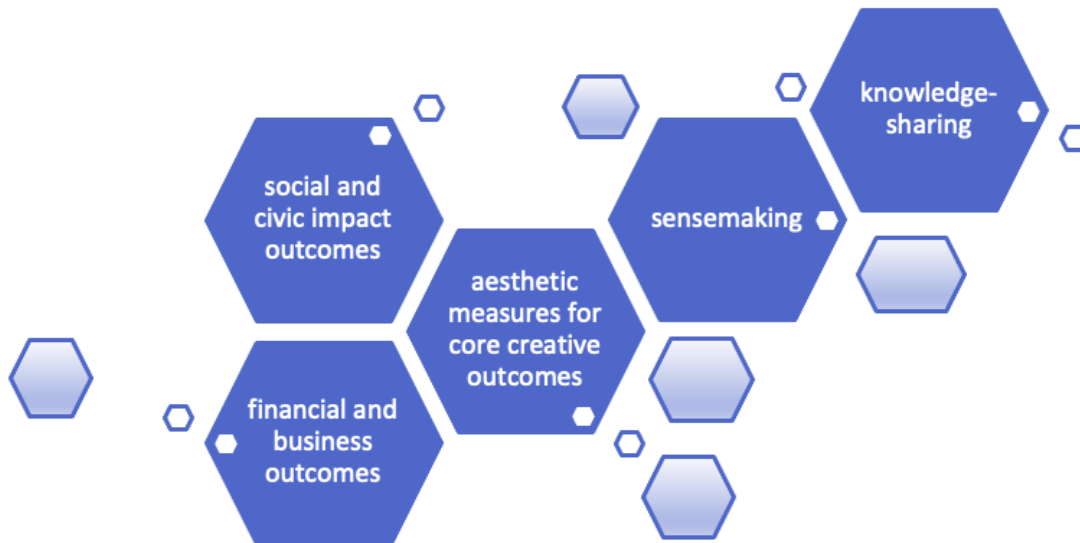 social and
civic impact
outcomes
financial and
business
outcomes
aesthetic
measures for
core creative
outcomes
sensemaking
knowledge-
sharing